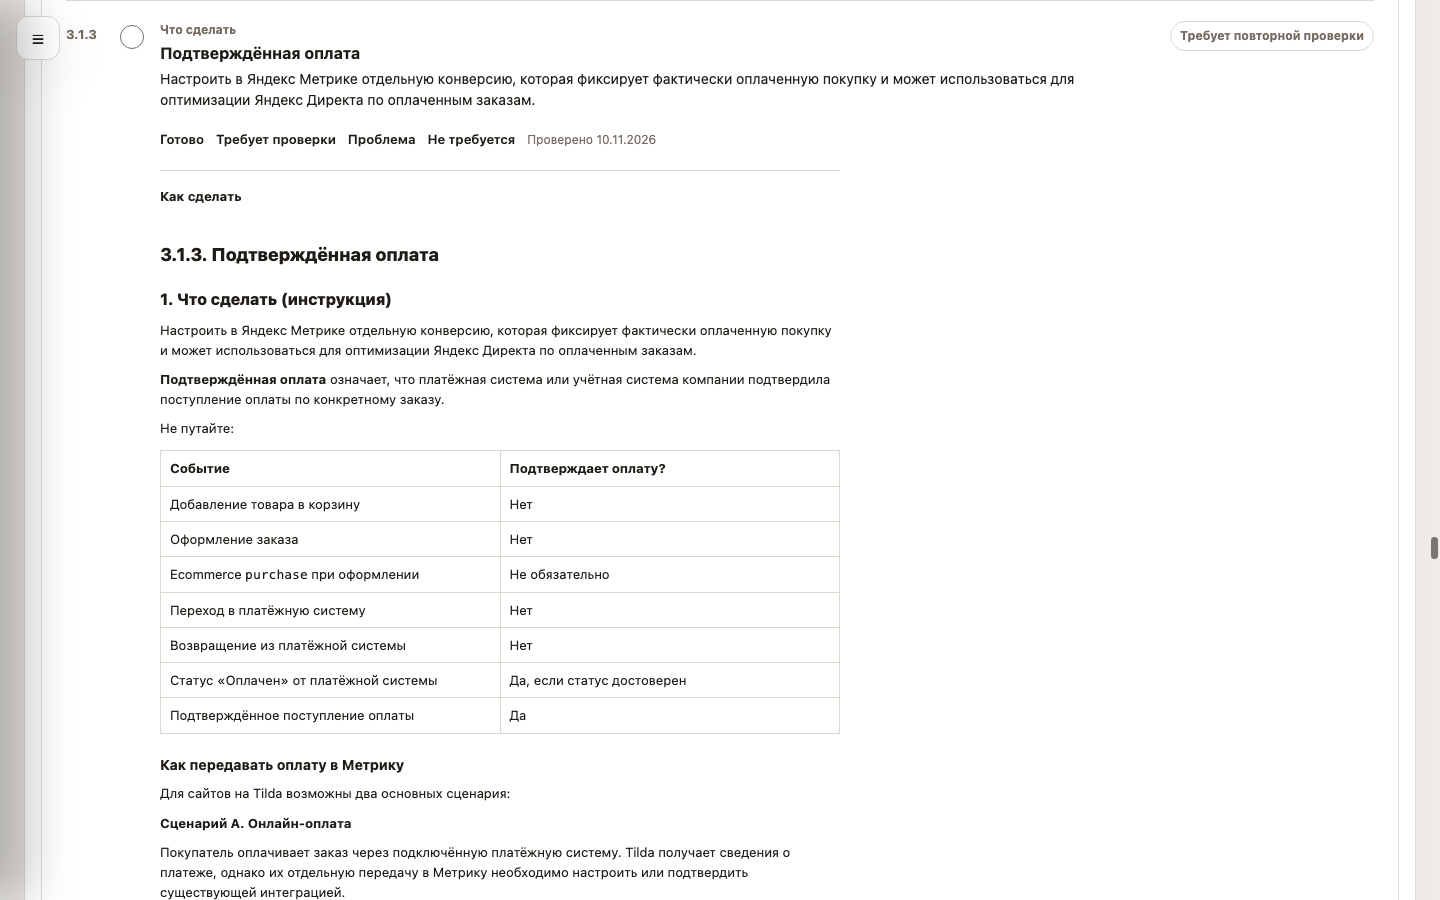 3.1.3
Что сделать
Требует повторной проверки
Подтверждённая оплата
Настроить в Яндекс Метрике отдельную конверсию, которая фиксирует фактически оплаченную покупку и может использоваться для
оптимизации Яндекс Директа по оплаченным заказам.
Готово Требует проверки Проблема Не требуется Проверено 10.11.2026
Как сделать
3.1.3. Подтверждённая оплата
1. Что сделать (инструкция)
Настроить в Яндекс Метрике отдельную конверсию, которая фиксирует фактически оплаченную покупку
и может использоваться для оптимизации Яндекс Директа по оплаченным заказам.
Подтверждённая оплата означает, что платёжная система или учётная система компании подтвердила
поступление оплаты по конкретному заказу.
Не путайте:
Событие Подтверждает оплату?
Добавление товара в корзину Нет
Оформление заказа Нет
Ecommerce purchase при оформлении Не обязательно
Переход в платёжную систему Нет
Возвращение из платёжной системы Нет
Статус «Оплачен» от платёжной системы Да, если статус достоверен
Подтверждённое поступление оплаты Да
Как передавать оплату в Метрику
Для сайтов на Tilda возможны два основных сценария:
Сценарий А. Онлайн-оплата
Покупатель оплачивает заказ через подключённую платёжную систему. Tilda получает сведения о
платеже, однако их отдельную передачу в Метрику необходимо настроить или подтвердить
существующей интеграцией.